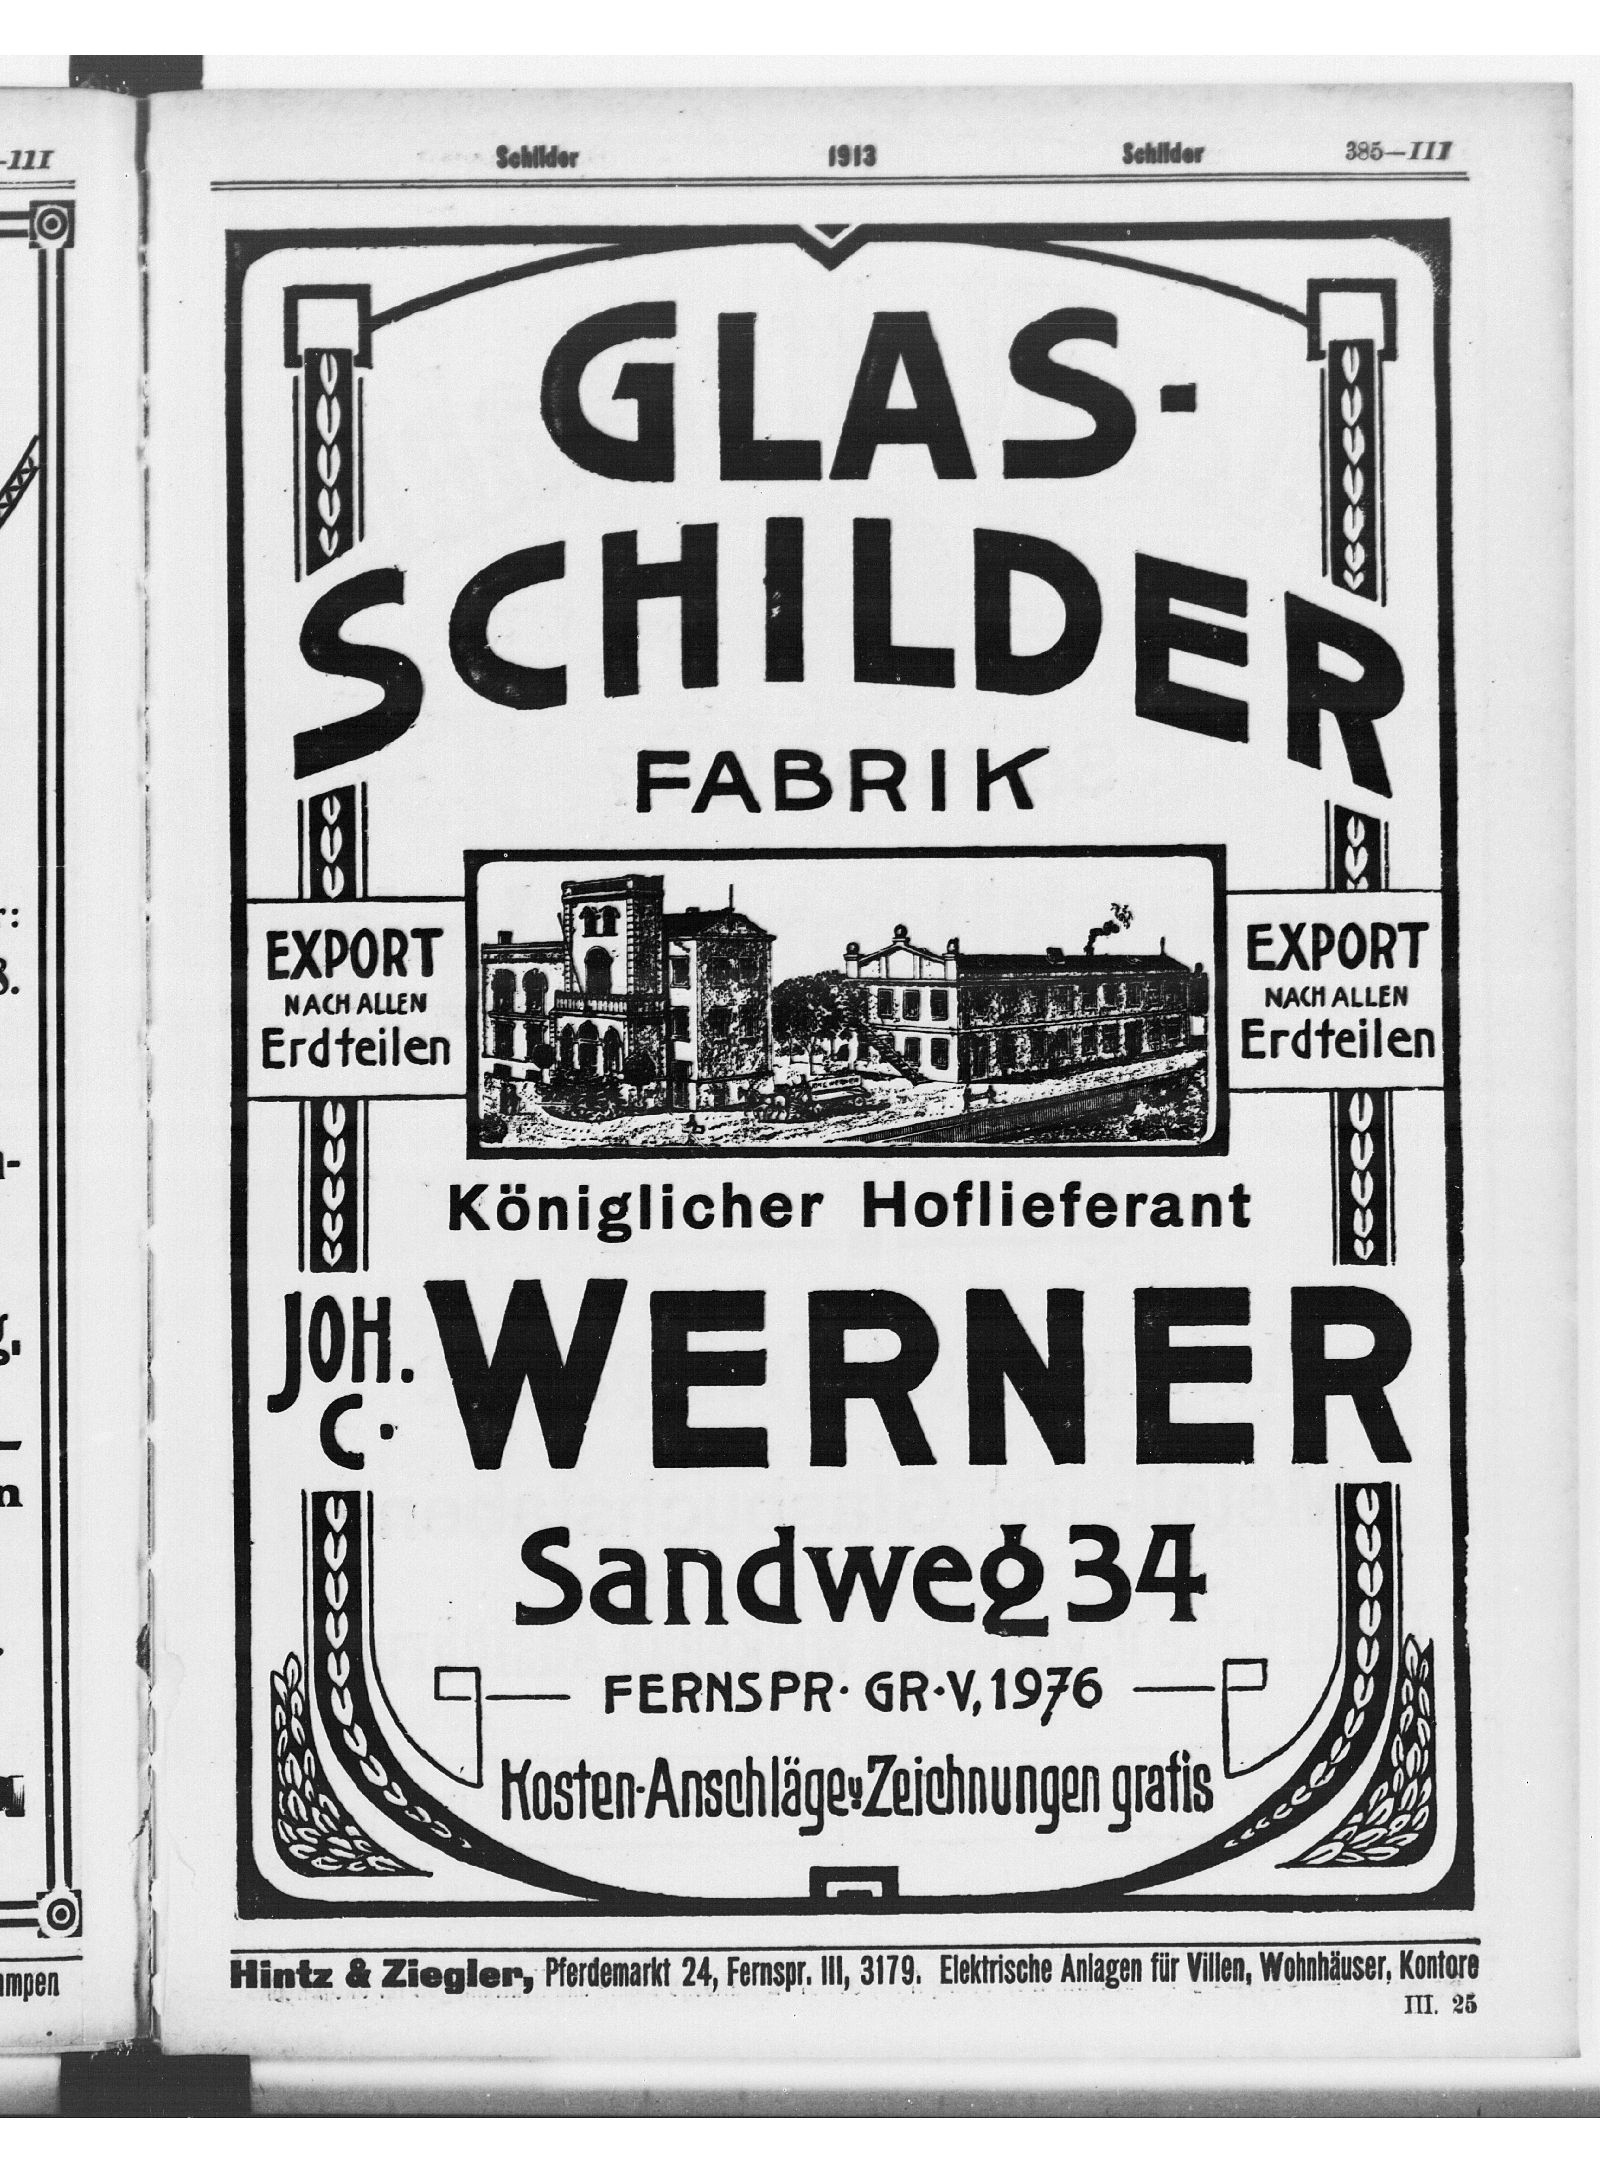 -III
Schilder 1913 Schilder 385-III
GLAS-
SCHILDER
FABRIK
EXPORT
NACH ALLEN
Erdteilen
EXPORT
NACH ALLEN
Erdteilen
Königlicher Hoflieferant
JOH.
C. WERNER
Sandweg 34
FERNSPR. GR. V, 1976
Kosten-Anschläge u Zeichnungen gratis
Hintz & Ziegler, Pferdemarkt 24, Fernspr. III, 3179. Elektrische Anlagen für Villen, Wohnhäuser, Kontore
III. 25